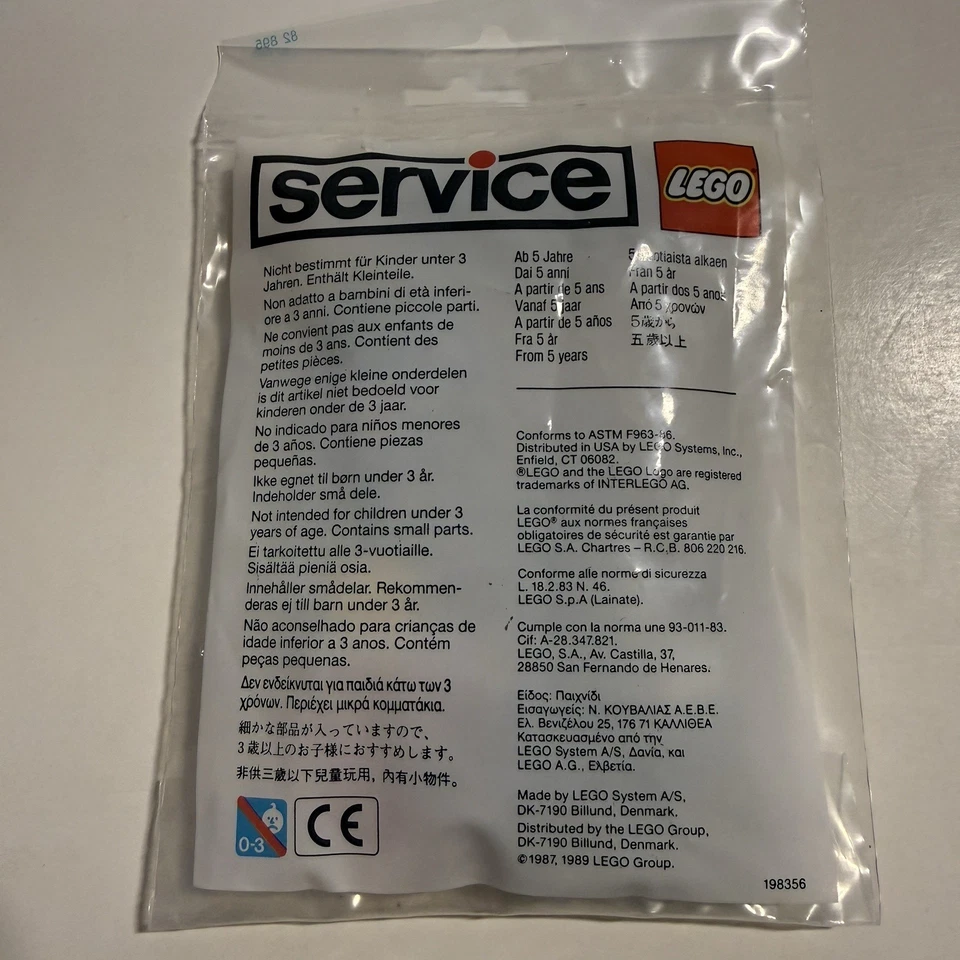 82 895
service
LEGO
Nicht bestimmt für Kinder unter 3
Jahren. Enthält Kleinteile.
Non adatto a bambini di età inferi-
ore a 3 anni. Contiene piccole parti.
Ne convient pas aux enfants de
moins de 3 ans. Contient des
petites pièces.
Vanwege enige kleine onderdelen
is dit artikel niet bedoeld voor
kinderen onder de 3 jaar.
No indicado para niños menores
de 3 años. Contiene piezas
pequeñas.
Ikke egnet til børn under 3 år.
Indeholder små dele.
Not intended for children under 3
years of age. Contains small parts.
Ei tarkoitettu alle 3-vuotiaille.
Sisältää pieniä osia.
Innehåller smådelar. Rekommen-
deras ej till barn under 3 år.
Não aconselhado para crianças de
idade inferior a 3 anos. Contém
peças pequenas.
Δεν ενδείκνυται για παιδιά κάτω των 3
χρόνων. Περιέχει μικρά κομματάκια.
細かな部品が入っていますので、
3歳以上のお子様におすすめします。
非供三歲以下兒童玩用，內有小物件。
0-3
CE
Ab 5 Jahre
Dai 5 anni
A partir de 5 ans
Vanaf 5 jaar
A partir de 5 años
Fra 5 år
From 5 years
alkaen
Från 5 år
A partir dos 5 anos
Από 5 χρονών
5歳から
五歲以上
Conforms to ASTM F963-86.
Distributed in USA by LEGO Systems, Inc.,
Enfield, CT 06082.
®LEGO and the LEGO Logo are registered
trademarks of INTERLEGO AG.
La conformité du présent produit
LEGO® aux normes françaises
obligatoires de sécurité est garantie par
LEGO S.A. Chartres – R.C.B. 806 220 216.
Conforme alle norme di sicurezza
L. 18.2.83 N. 46.
LEGO S.p.A (Lainate).
Cumple con la norma une 93-011-83.
Cif: A-28.347.821.
LEGO, S.A., Av. Castilla, 37,
28850 San Fernando de Henares.
Είδος: Παιχνίδι
Εισαγωγείς: Ν. ΚΟΥΒΑΛΙΑΣ Α.Ε.Β.Ε.
Ελ. Βενιζέλου 25, 176 71 ΚΑΛΛΙΘΕΑ
Κατασκευασμένο από την
LEGO System A/S, Δανία, και
LEGO A.G., Ελβετία.
Made by LEGO System A/S,
DK-7190 Billund, Denmark.
Distributed by the LEGO Group,
DK-7190 Billund, Denmark.
©1987, 1989 LEGO Group.
198356